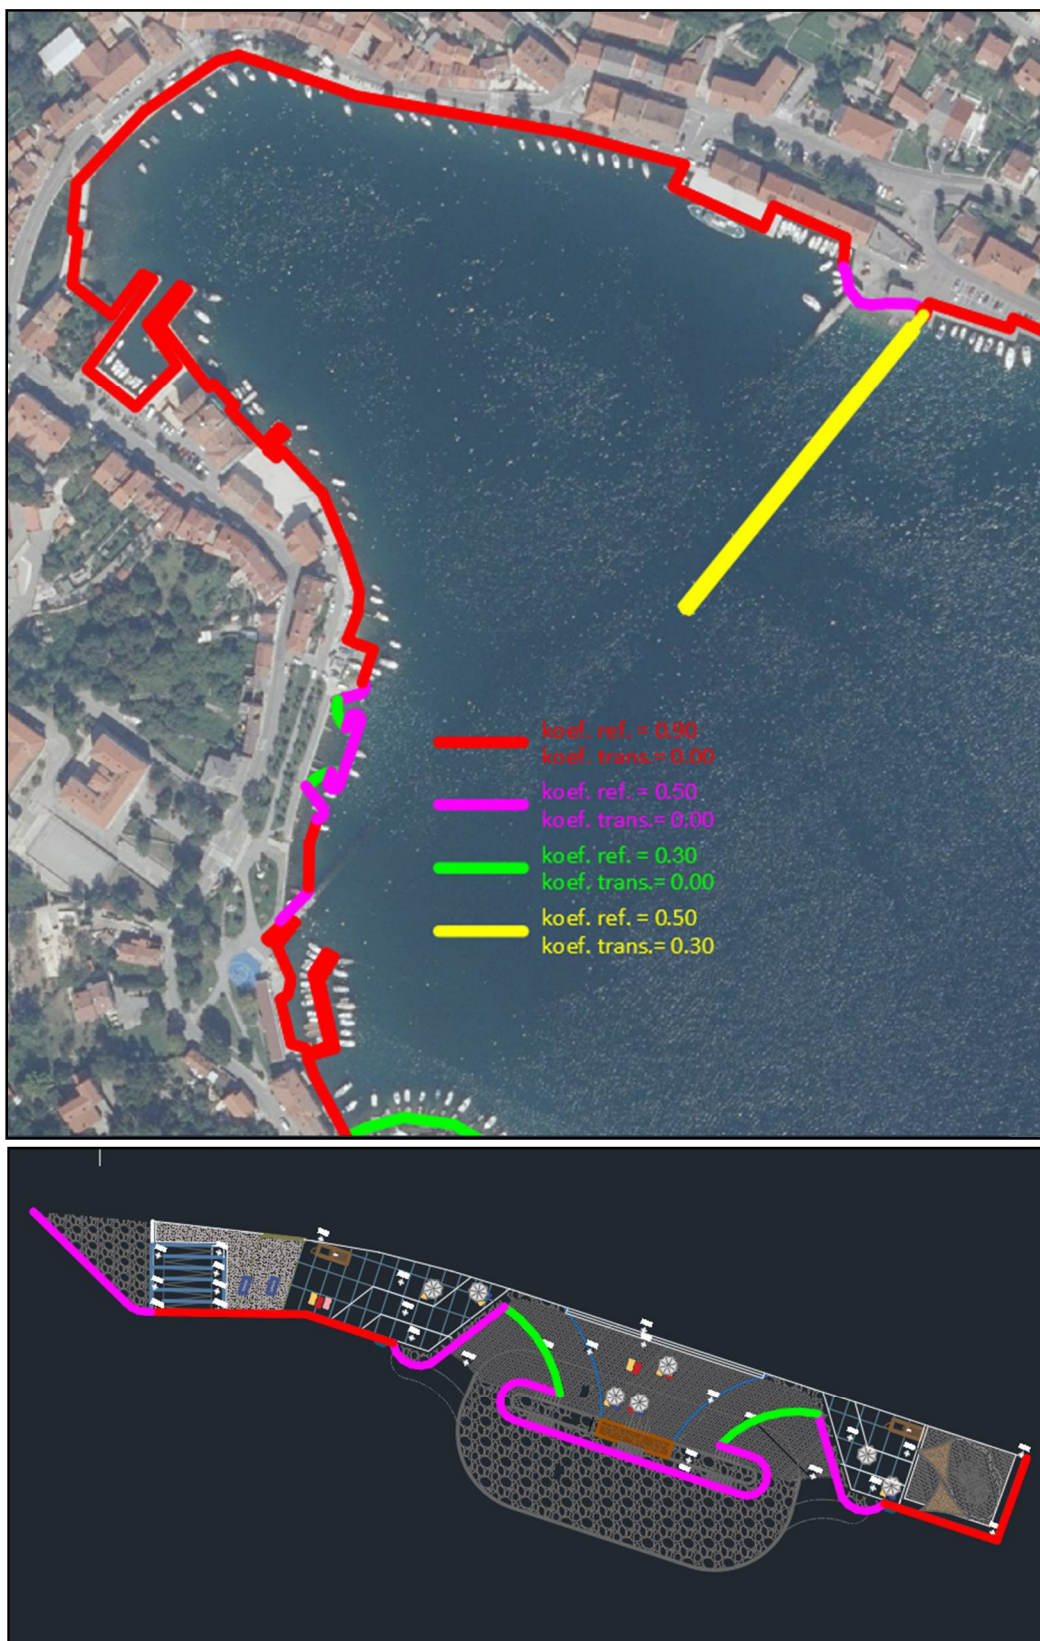 koef. ref. = 0.90
koef. trans.= 0.00
koef. ref. = 0.50
koef. trans.= 0.00
koef. ref. = 0.30
koef. trans.= 0.00
koef. ref. = 0.50
koef. trans.= 0.30